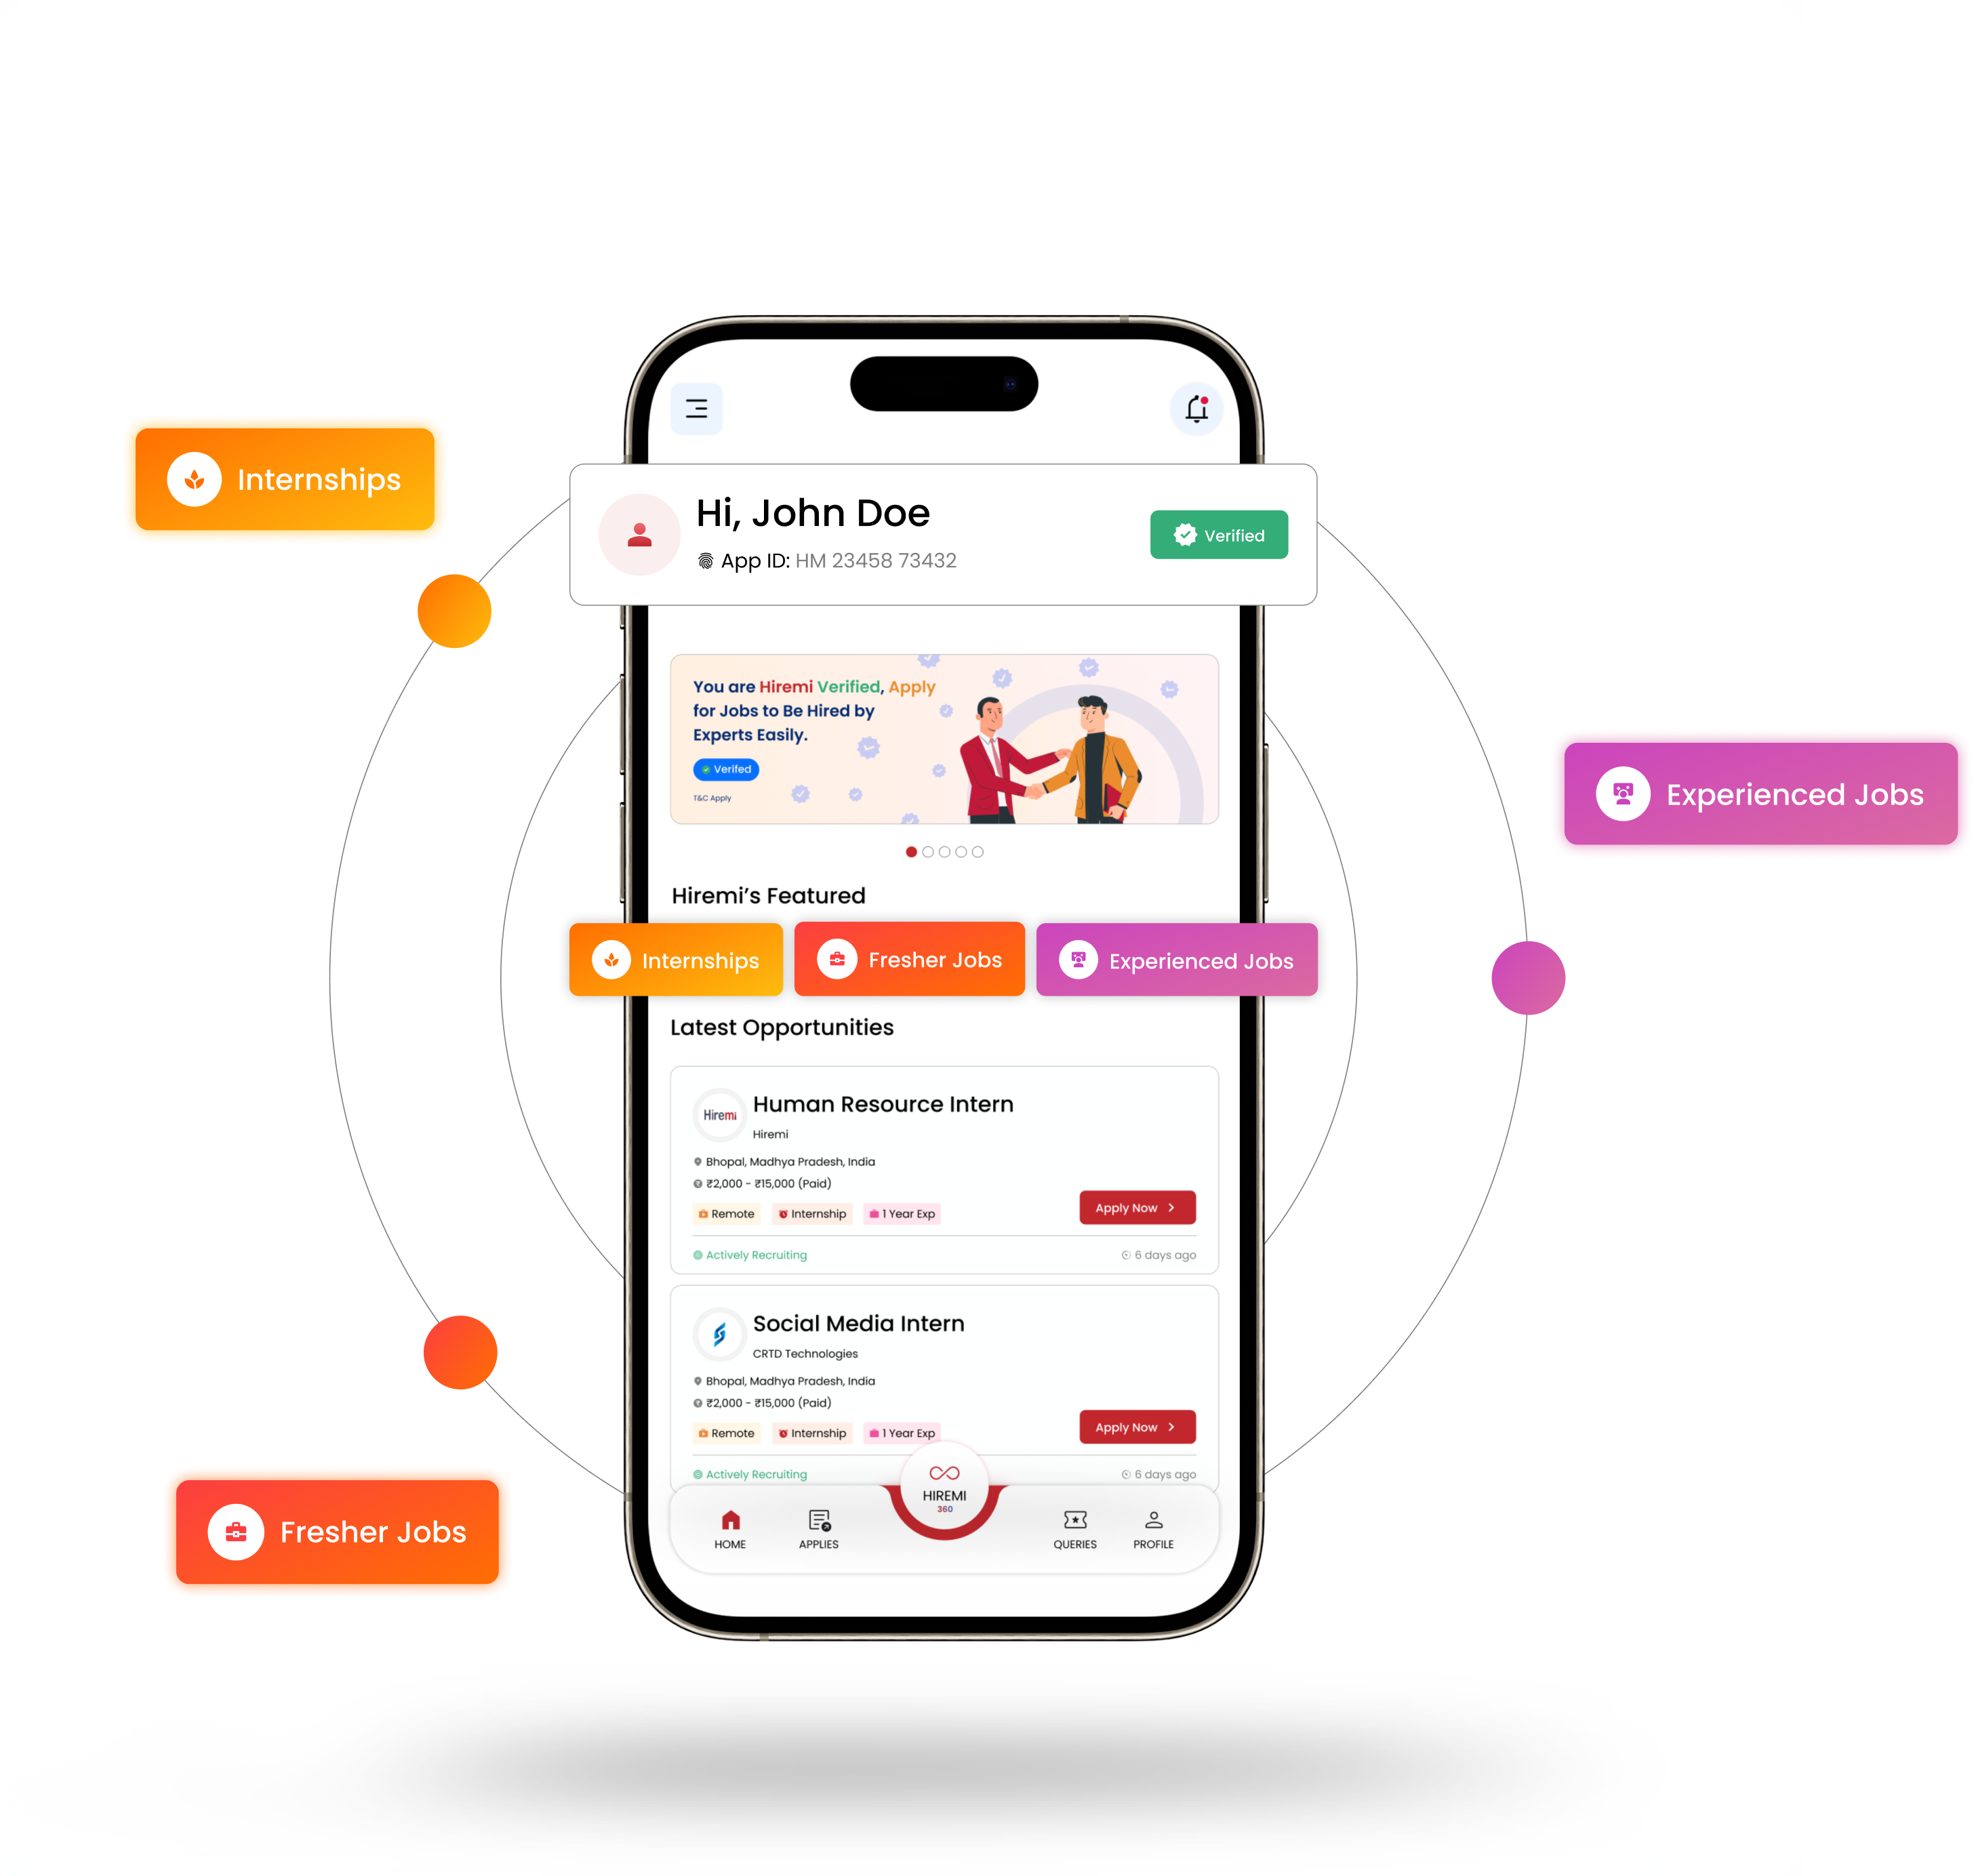 Internships
Hi, John Doe
App ID: HM 23458 73432
Verified
You are Hiremi Verified, Apply
for Jobs to Be Hired by
Experts Easily.
Verifed
T&C Apply
Experienced Jobs
Hiremi’s Featured
Internships
Fresher Jobs
Experienced Jobs
Latest Opportunities
Hiremi
Human Resource Intern
Hiremi
Bhopal, Madhya Pradesh, India
₹2,000 - ₹15,000 (Paid)
Remote
Internship
1 Year Exp
Apply Now
Actively Recruiting
6 days ago
Social Media Intern
CRTD Technologies
Bhopal, Madhya Pradesh, India
₹2,000 - ₹15,000 (Paid)
Remote
Internship
1 Year Exp
Apply Now
Actively Recruiting
6 days ago
Fresher Jobs
HIREMI
360
HOME
APPLIES
QUERIES
PROFILE